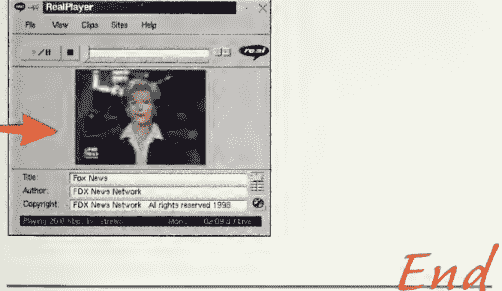 RealPlayer
File View Clips Sites Help
real
Title: Fox News
Author: FOX News Network
Copyright: FOX News Network All rights reserved 1998
End